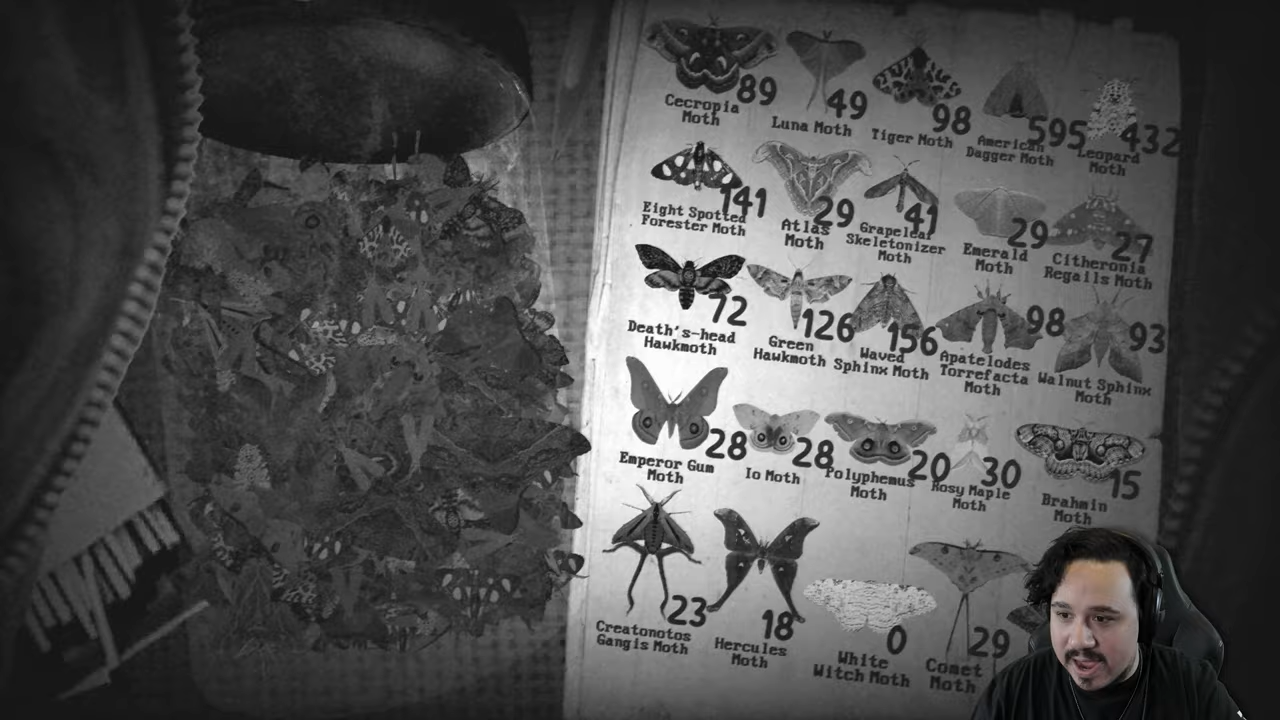 89
Cecropia
Moth
49
Luna Moth
98
Tiger Moth
595
American
Dagger Moth
432
Leopard
Moth
141
Eight Spotted
Forester Moth
29
Atlas
Moth
41
Grapeleaf
Skeletonizer
Moth
29
Emerald
Moth
27
Citheronia
Regails Moth
72
Death's-head
Hawkmoth
126
Green
Hawkmoth
156
Waved
Sphinx Moth
98
Apatelodes
Torrefacta
Moth
93
Walnut Sphinx
Moth
28
Emperor Gum
Moth
28
Io Moth
20
Polyphemus
Moth
30
Rosy Maple
Moth
15
Brahmin
Moth
23
Creatonotos
Gangis Moth
18
Hercules
Moth
0
White
Witch Moth
29
Comet
Moth